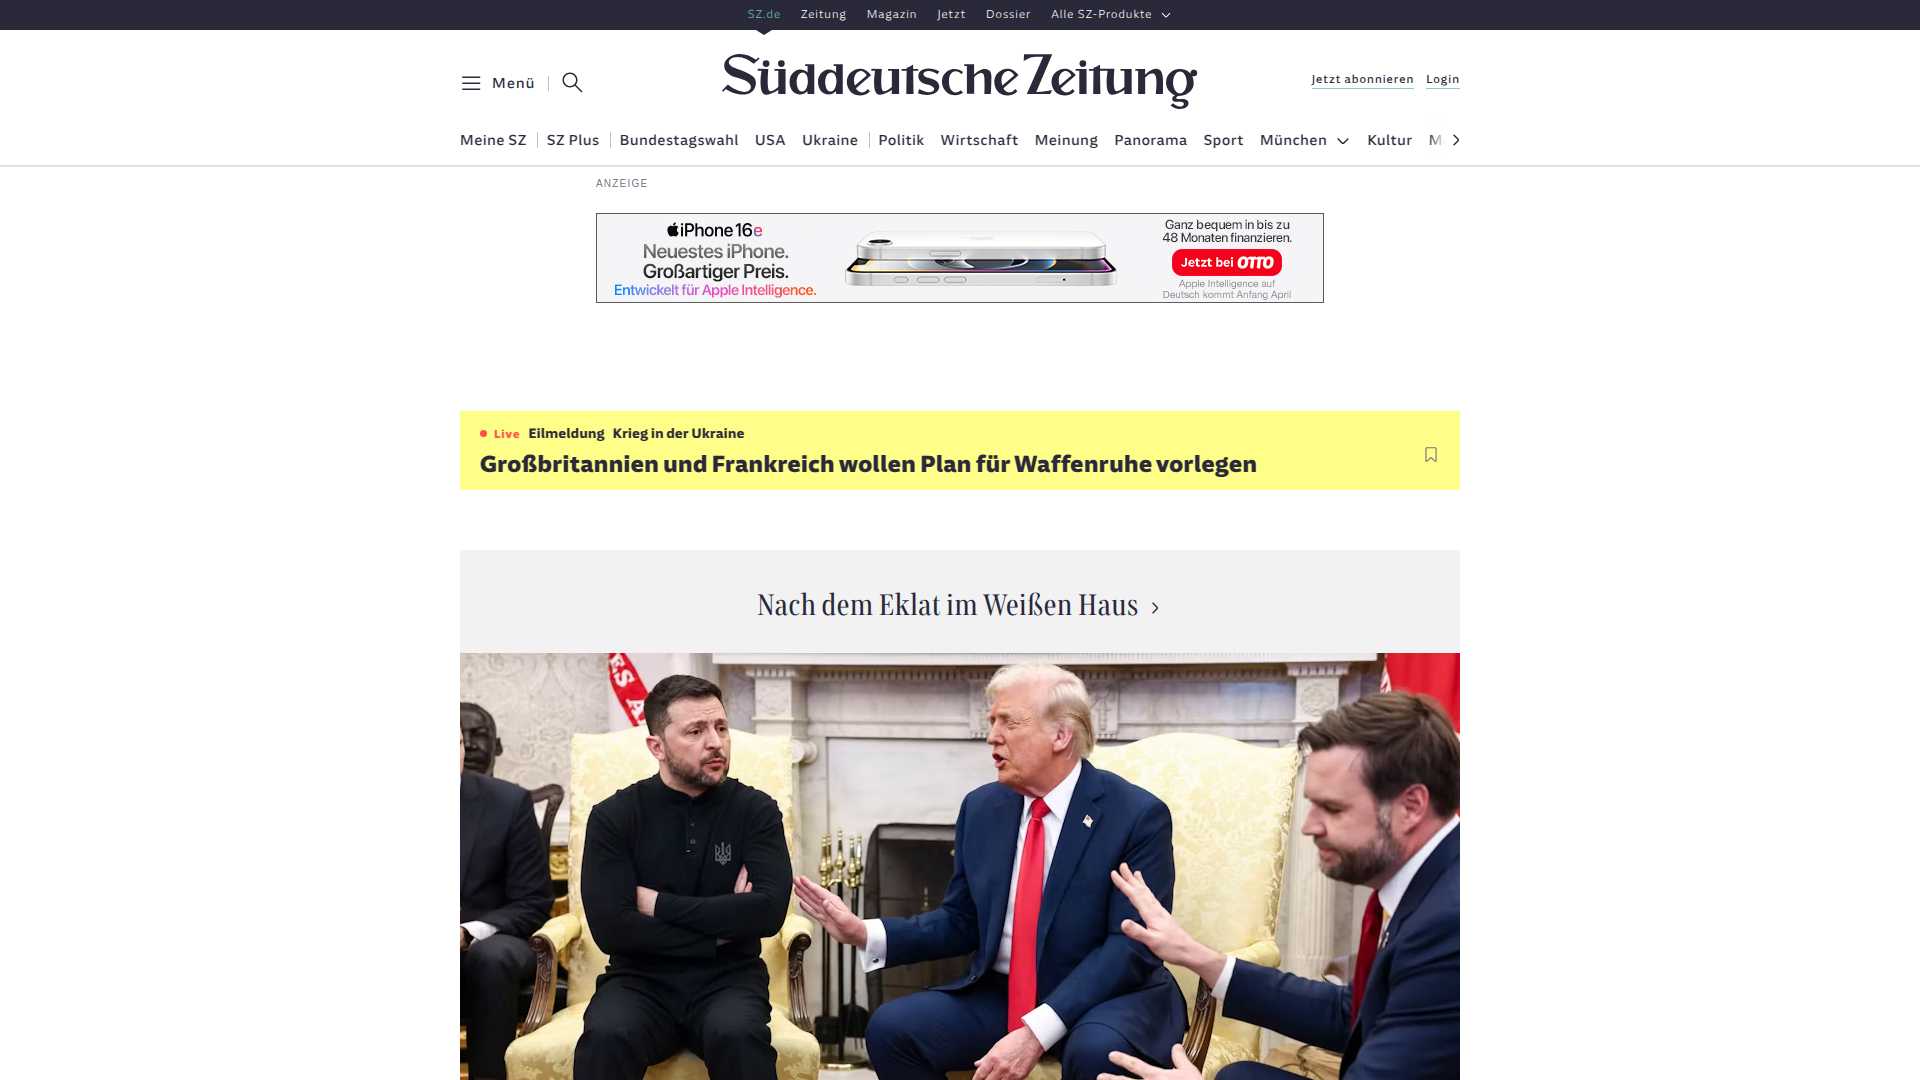 SZ.de Zeitung Magazin Jetzt Dossier Alle SZ-Produkte
Menü
Süddeutsche Zeitung
Jetzt abonnieren Login
Meine SZ SZ Plus Bundestagswahl USA Ukraine Politik Wirtschaft Meinung Panorama Sport München Kultur M
ANZEIGE
iPhone 16e
Neuestes iPhone.
Großartiger Preis.
Entwickelt für Apple Intelligence.
Ganz bequem in bis zu
48 Monaten finanzieren.
Jetzt bei OTTO
Apple Intelligence auf
Deutsch kommt Anfang April
Live Eilmeldung Krieg in der Ukraine
Großbritannien und Frankreich wollen Plan für Waffenruhe vorlegen
Nach dem Eklat im Weißen Haus
ES A